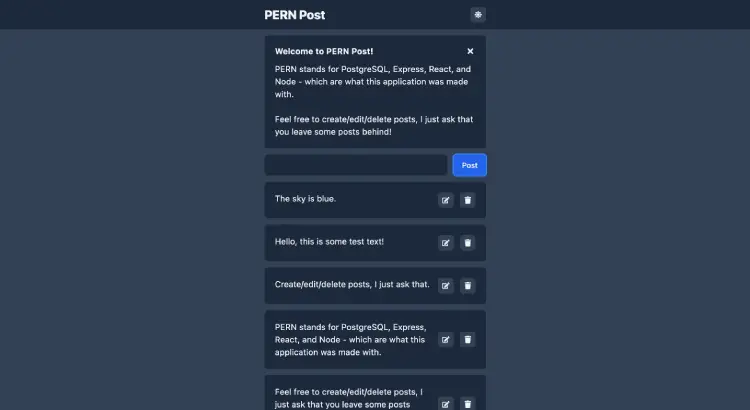 PERN Post
Welcome to PERN Post!
PERN stands for PostgreSQL, Express, React, and
Node - which are what this application was made
with.
Feel free to create/edit/delete posts, I just ask that
you leave some posts behind!
Post
The sky is blue.
Hello, this is some test text!
Create/edit/delete posts, I just ask that.
PERN stands for PostgreSQL, Express,
React, and Node - which are what this
application was made with.
Feel free to create/edit/delete posts, I
just ask that you leave some posts